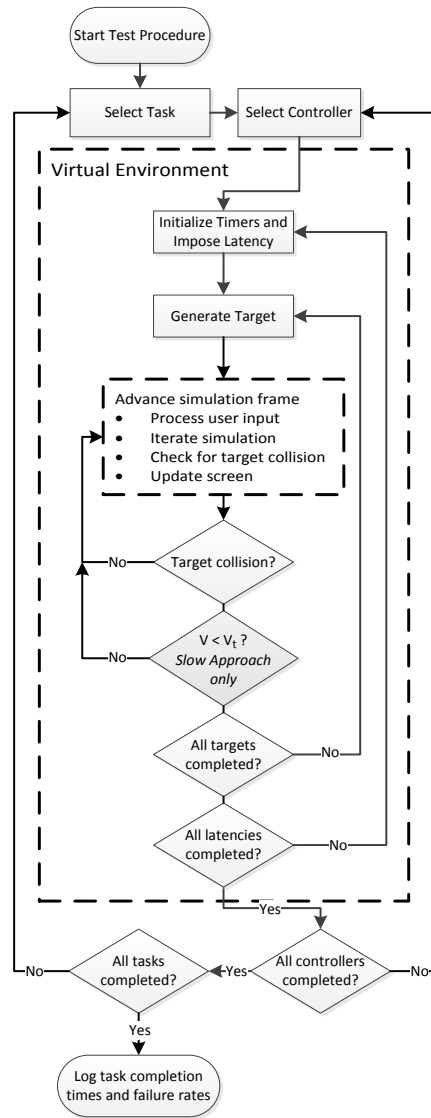 Start Test Procedure
Select Task
Select Controller
Virtual Environment
Initialize Timers and
Impose Latency
Generate Target
Advance simulation frame
• Process user input
• Iterate simulation
• Check for target collision
• Update screen
Target collision?
No
V < Vt ?
Slow Approach
only
No
All targets
completed?
No
All latencies
completed?
No
Yes
All tasks
completed?
No
Yes
All controllers
completed?
No
Yes
Log task completion
times and failure rates